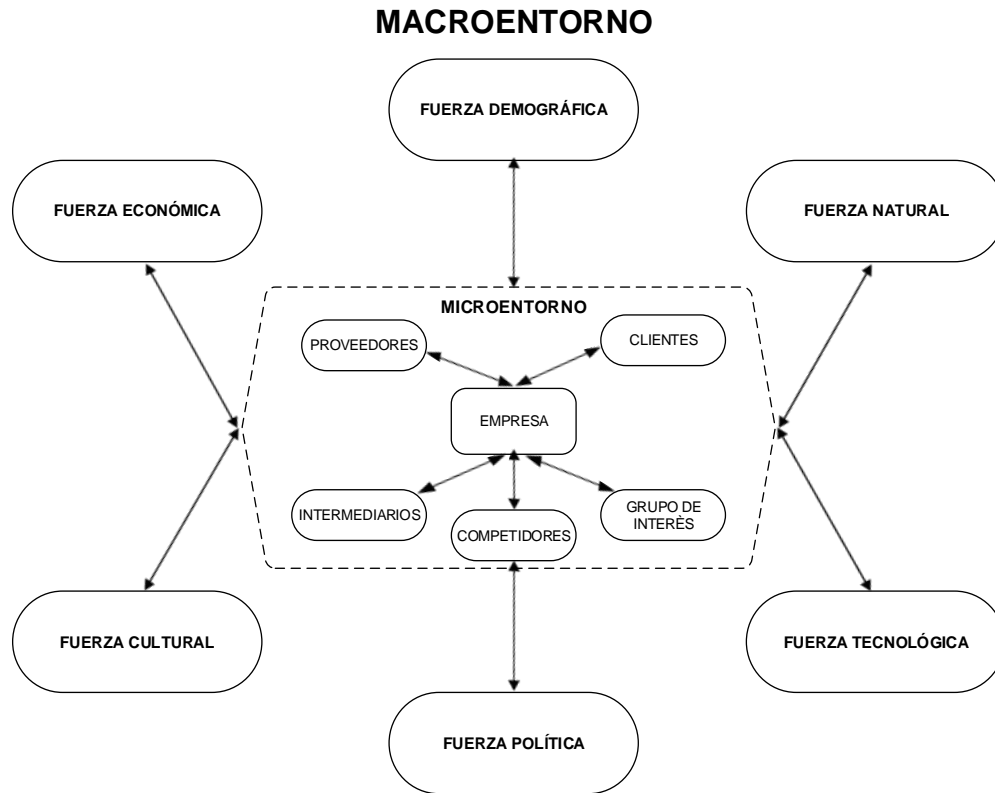 MACROENTORNO
FUERZA DEMOGRÁFICA
FUERZA ECONÓMICA
FUERZA NATURAL
MICROENTORNO
PROVEEDORES
CLIENTES
EMPRESA
INTERMEDIARIOS
COMPETIDORES
GRUPO DE
INTERÈS
FUERZA CULTURAL
FUERZA TECNOLÓGICA
FUERZA POLÍTICA